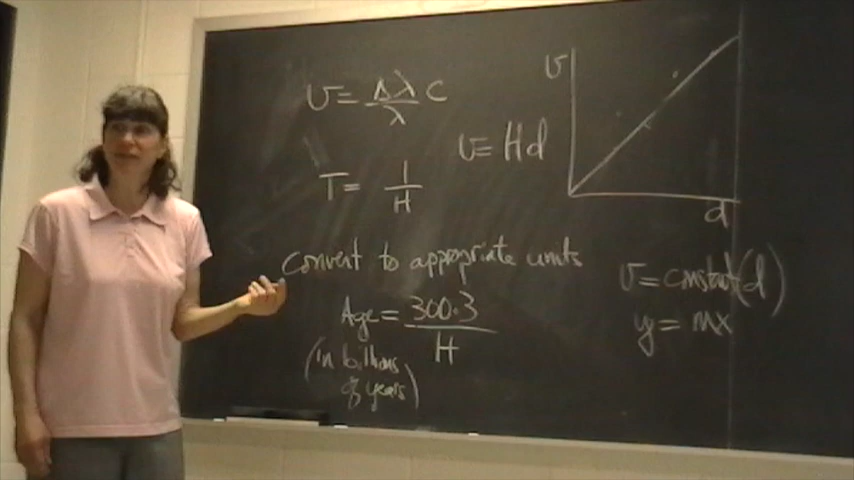 v = Δλ/λ c
v = Hd
T = 1/H
convert to appropriate units
Age = 300.3/H
(in billions
of years)
v
d
v = constant(d)
y = mx